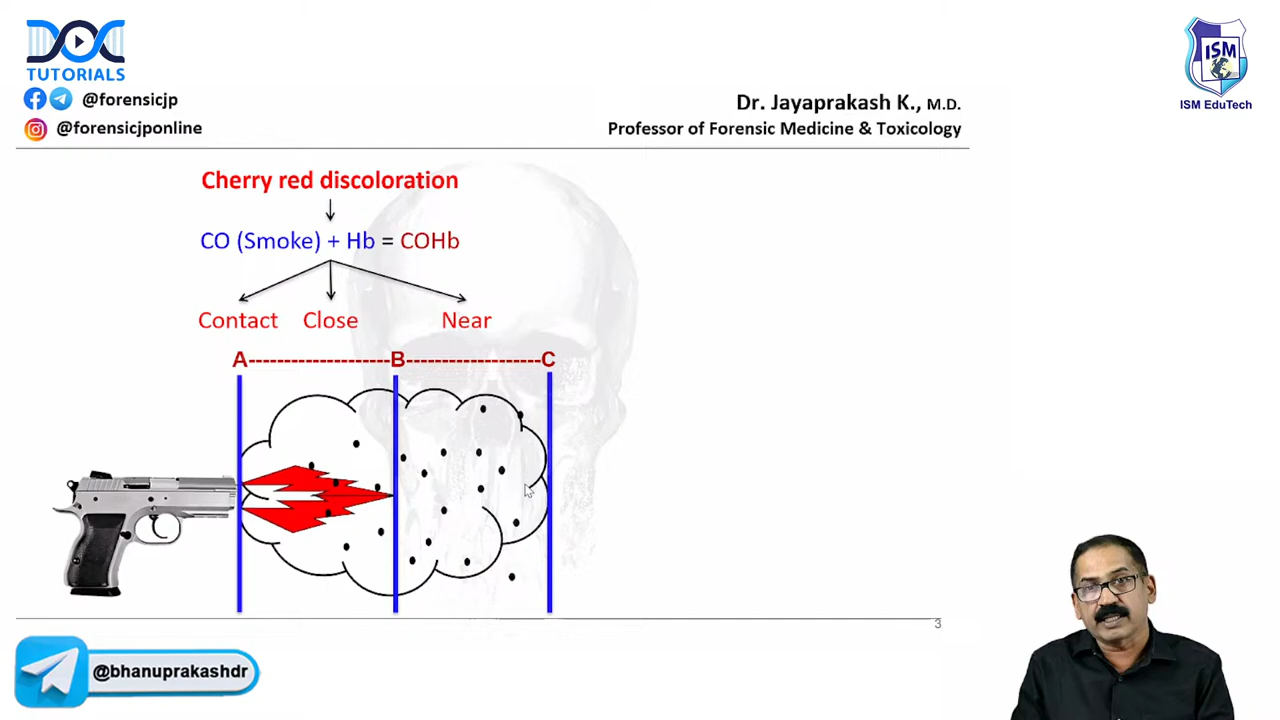 DOC
TUTORIALS
@forensicjp
@forensicjponline
Dr. Jayaprakash K., M.D.
Professor of Forensic Medicine & Toxicology
ISM
ISM EduTech
Cherry red discoloration
CO (Smoke) + Hb = COHb
Contact Close Near
A--------------------B-------------------C
3
@bhanuprakashdr